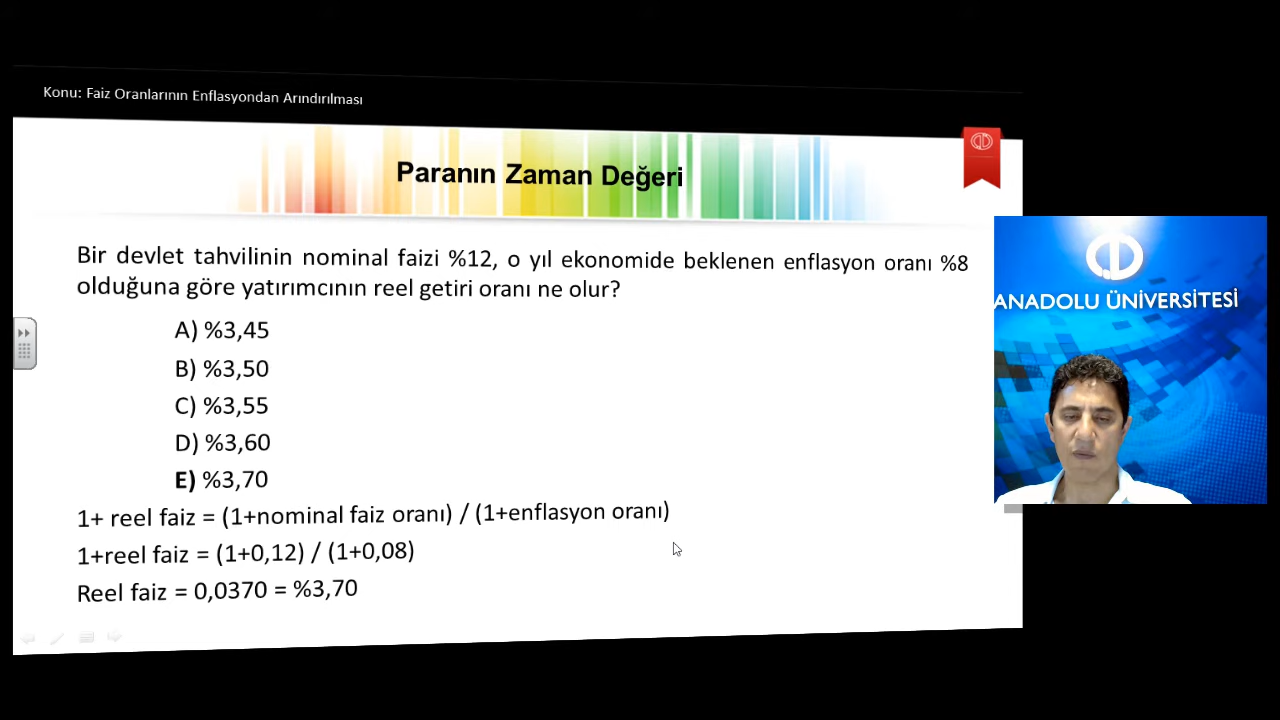 Konu: Faiz Oranlarının Enflasyondan Arındırılması
Paranın Zaman Değeri
Bir devlet tahvilinin nominal faizi %12, o yıl ekonomide beklenen enflasyon oranı %8
olduğuna göre yatırımcının reel getiri oranı ne olur?
A) %3,45
B) %3,50
C) %3,55
D) %3,60
E) %3,70
1+ reel faiz = (1+nominal faiz oranı) / (1+enflasyon oranı)
1+reel faiz = (1+0,12) / (1+0,08)
Reel faiz = 0,0370 = %3,70
ANADOLU ÜNİVERSİTESİ